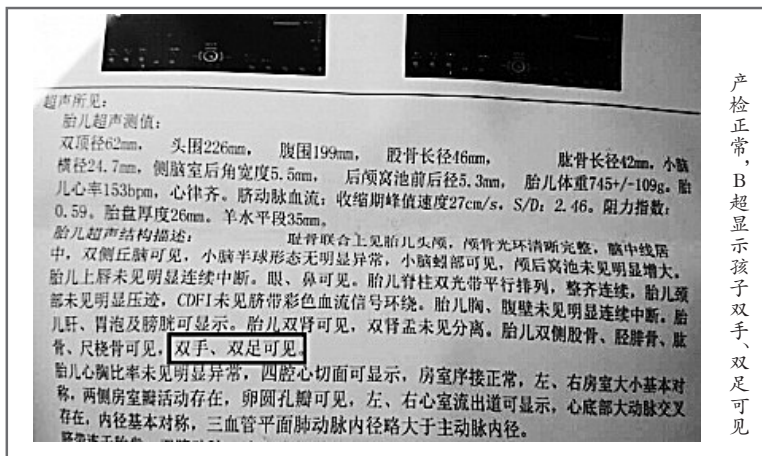 超声所见：
胎儿超声测值：
双顶径62mm， 头围226mm， 腹围199mm， 股骨长径46mm， 肱骨长径42mm，小脑
横径24.7mm，侧脑室后角宽度5.5mm， 后颅窝池前后径5.3mm， 胎儿体重745+/-109g。胎
儿心率153bpm，心律齐。脐动脉血流：收缩期峰值速度27cm/s，S/D：2.46。阻力指数：
0.59。胎盘厚度26mm。羊水平段35mm。
胎儿超声结构描述： 耻骨联合上见胎儿头颅，颅骨光环清晰完整，脑中线居
中，双侧丘脑可见，小脑半球形态无明显异常，小脑蚓部可见，颅后窝池未见明显增大。
胎儿上唇未见明显连续中断。眼、鼻可见。胎儿脊柱双光带平行排列，整齐连续，胎儿颈
部未见明显压迹，CDFI未见脐带彩色血流信号环绕。胎儿胸、腹壁未见明显连续中断。胎
儿肝、胃泡及膀胱可显示。胎儿双肾可见，双肾盂未见分离。胎儿双侧股骨、胫腓骨、肱
骨、尺桡骨可见，双手、双足可见。
胎儿心胸比率未见明显异常，四腔心切面可显示，房室序接正常，左、右房室大小基本对
称，两侧房室瓣活动存在，卵圆孔瓣可见，左、右心室流出道可显示，心底部大动脉交叉
存在，内径基本对称，三血管平面肺动脉内径略大于主动脉内径。
产检正常，B超显示孩子双手、双足可见